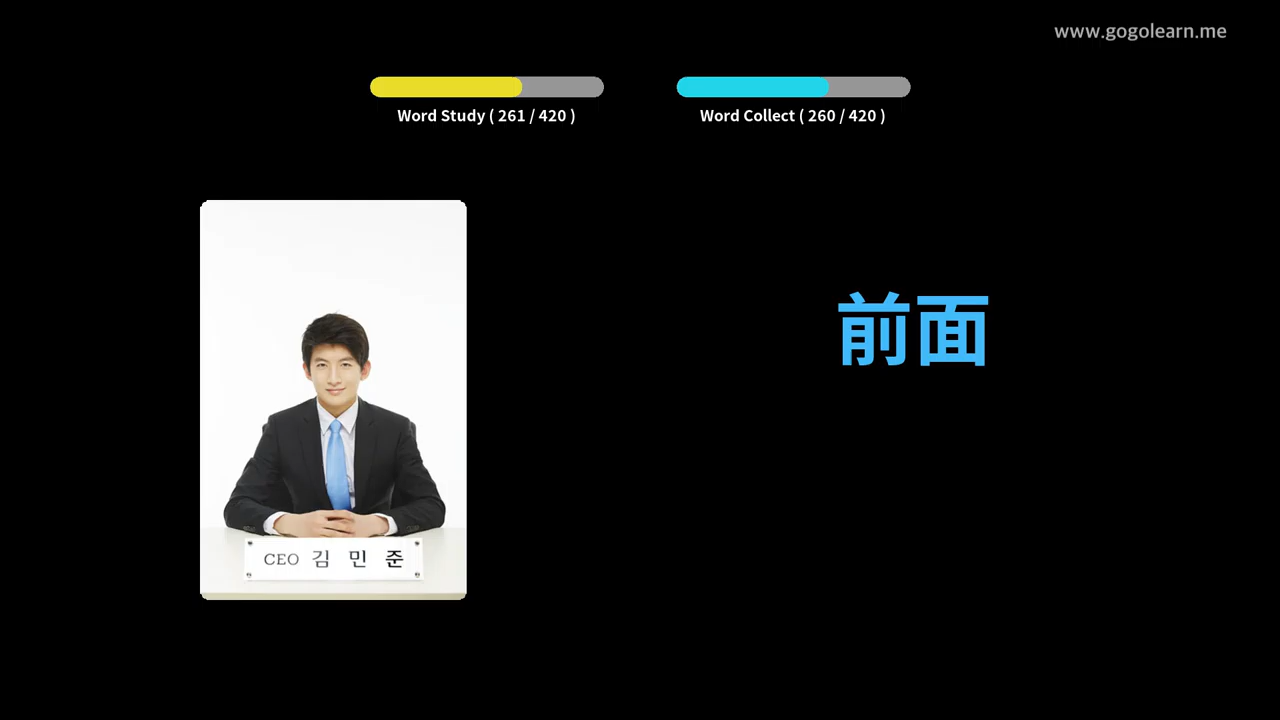 www.gogolearn.me
Word Study ( 261 / 420 )
Word Collect ( 260 / 420 )
前面
CEO 김 민 준